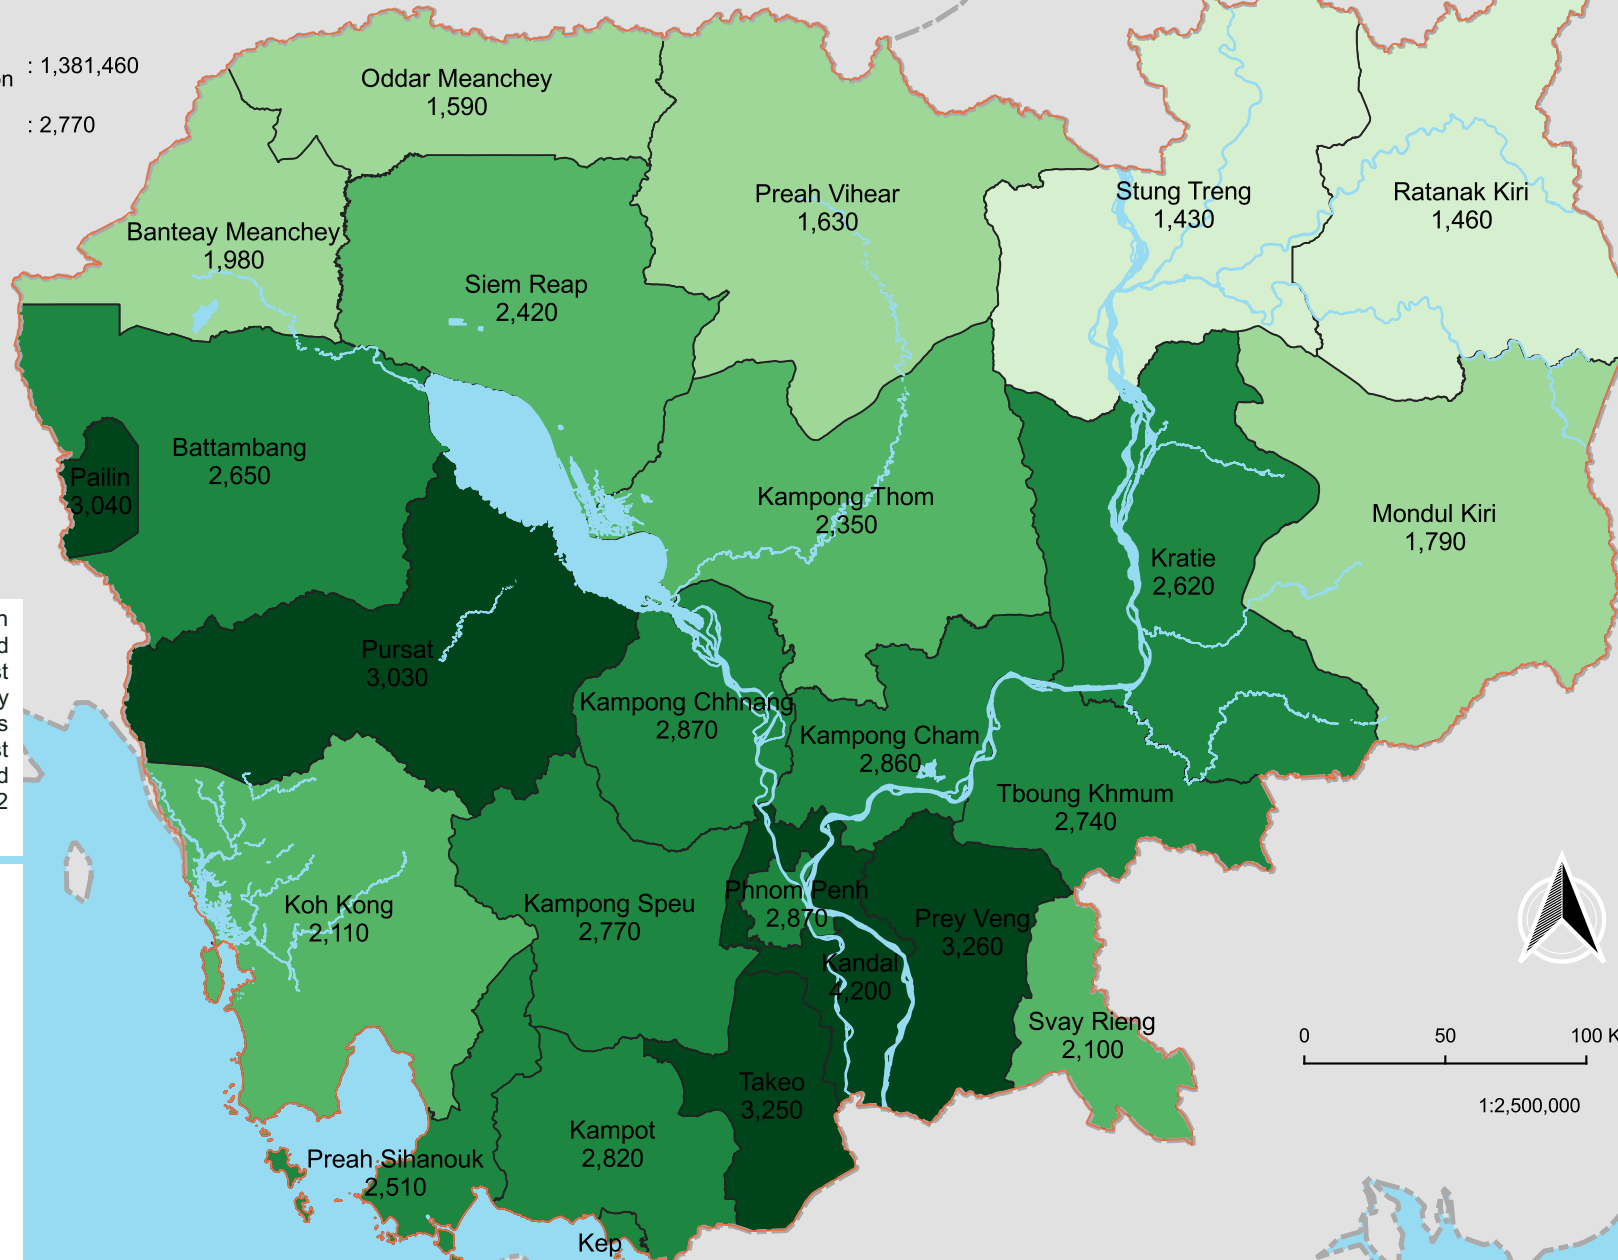 : 1,381,460
on
: 2,770
Oddar Meanchey
1,590
Preah Vihear
1,630
Stung Treng
1,430
Ratanak Kiri
1,460
Banteay Meanchey
1,980
Siem Reap
2,420
Battambang
2,650
Pailin
3,040
Kampong Thom
2,350
Kratie
2,620
Mondul Kiri
1,790
Pursat
3,030
Kampong Chhnang
2,870
Kampong Cham
2,860
Tboung Khmum
2,740
n
d
st
y
s
st
d
2
Koh Kong
2,110
Kampong Speu
2,770
Phnom Penh
2,870
Prey Veng
3,260
Kandal
4,200
Svay Rieng
2,100
Takeo
3,250
Kampot
2,820
Preah Sihanouk
2,510
Kep
0 50 100 K
1:2,500,000